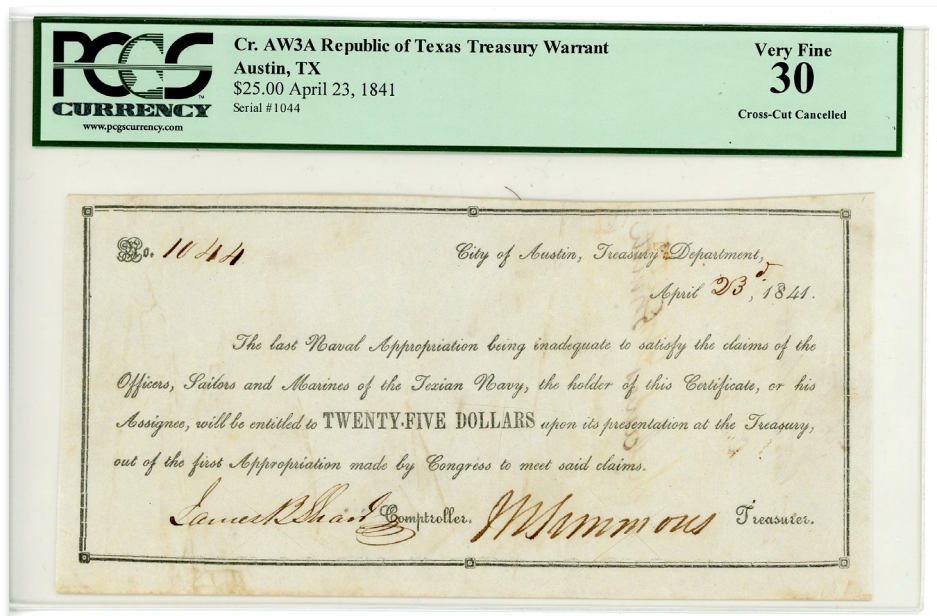 PCGS
CURRENCY
www.pcgscurrency.com
Cr. AW3A Republic of Texas Treasury Warrant
Austin, TX
$25.00 April 23, 1841
Serial #1044
Very Fine
30
Cross-Cut Cancelled
No. 1044
City of Austin, Treasury Department,
April 23d, 1841.
The last Naval Appropriation being inadequate to satisfy the claims of the
Officers, Sailors and Marines of the Texian Navy, the holder of this Certificate, or his
Assignee, will be entitled to TWENTY-FIVE DOLLARS upon its presentation at the Treasury,
out of the first Appropriation made by Congress to meet said claims.
James B Shaw Comptroller. Simmons Treasurer.